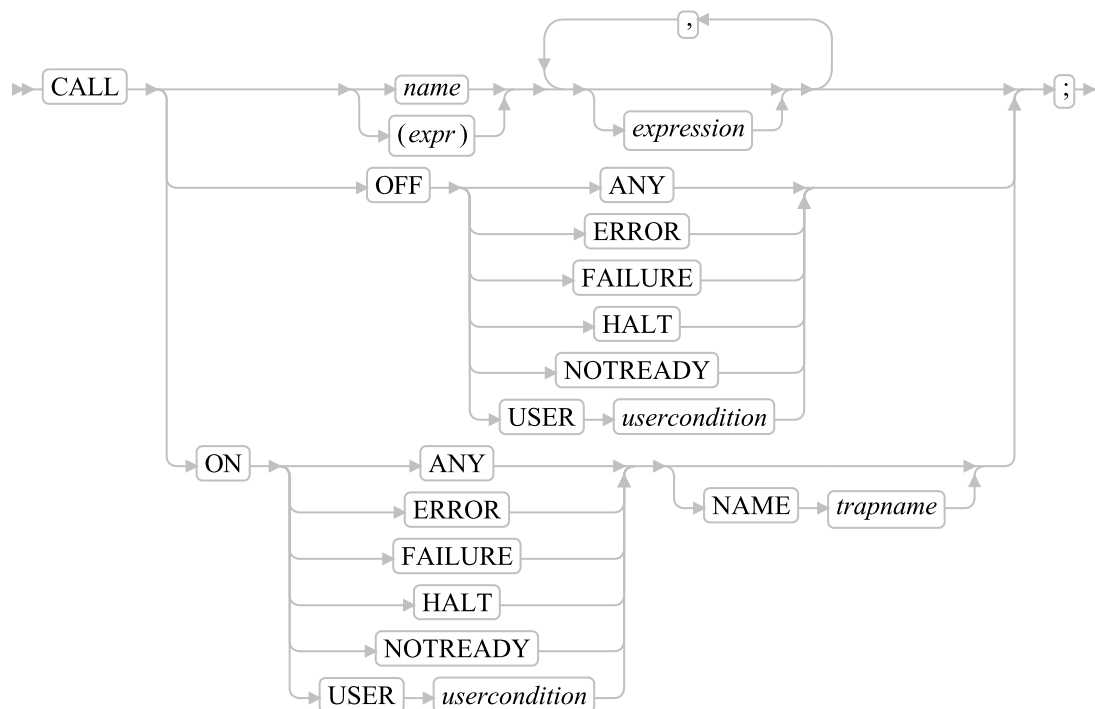 ,
CALL name ;
(expr) expression
OFF ANY
ERROR
FAILURE
HALT
NOTREADY
USER usercondition
ON ANY
NAME trapname
ERROR
FAILURE
HALT
NOTREADY
USER usercondition